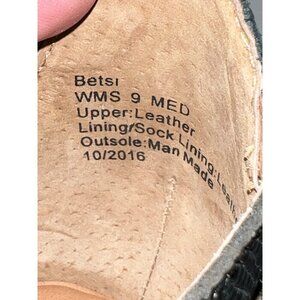 Betsi
WMS 9 MED
Upper:Leather
Lining/Sock Lining:
Outsole:Man Made
10/2016